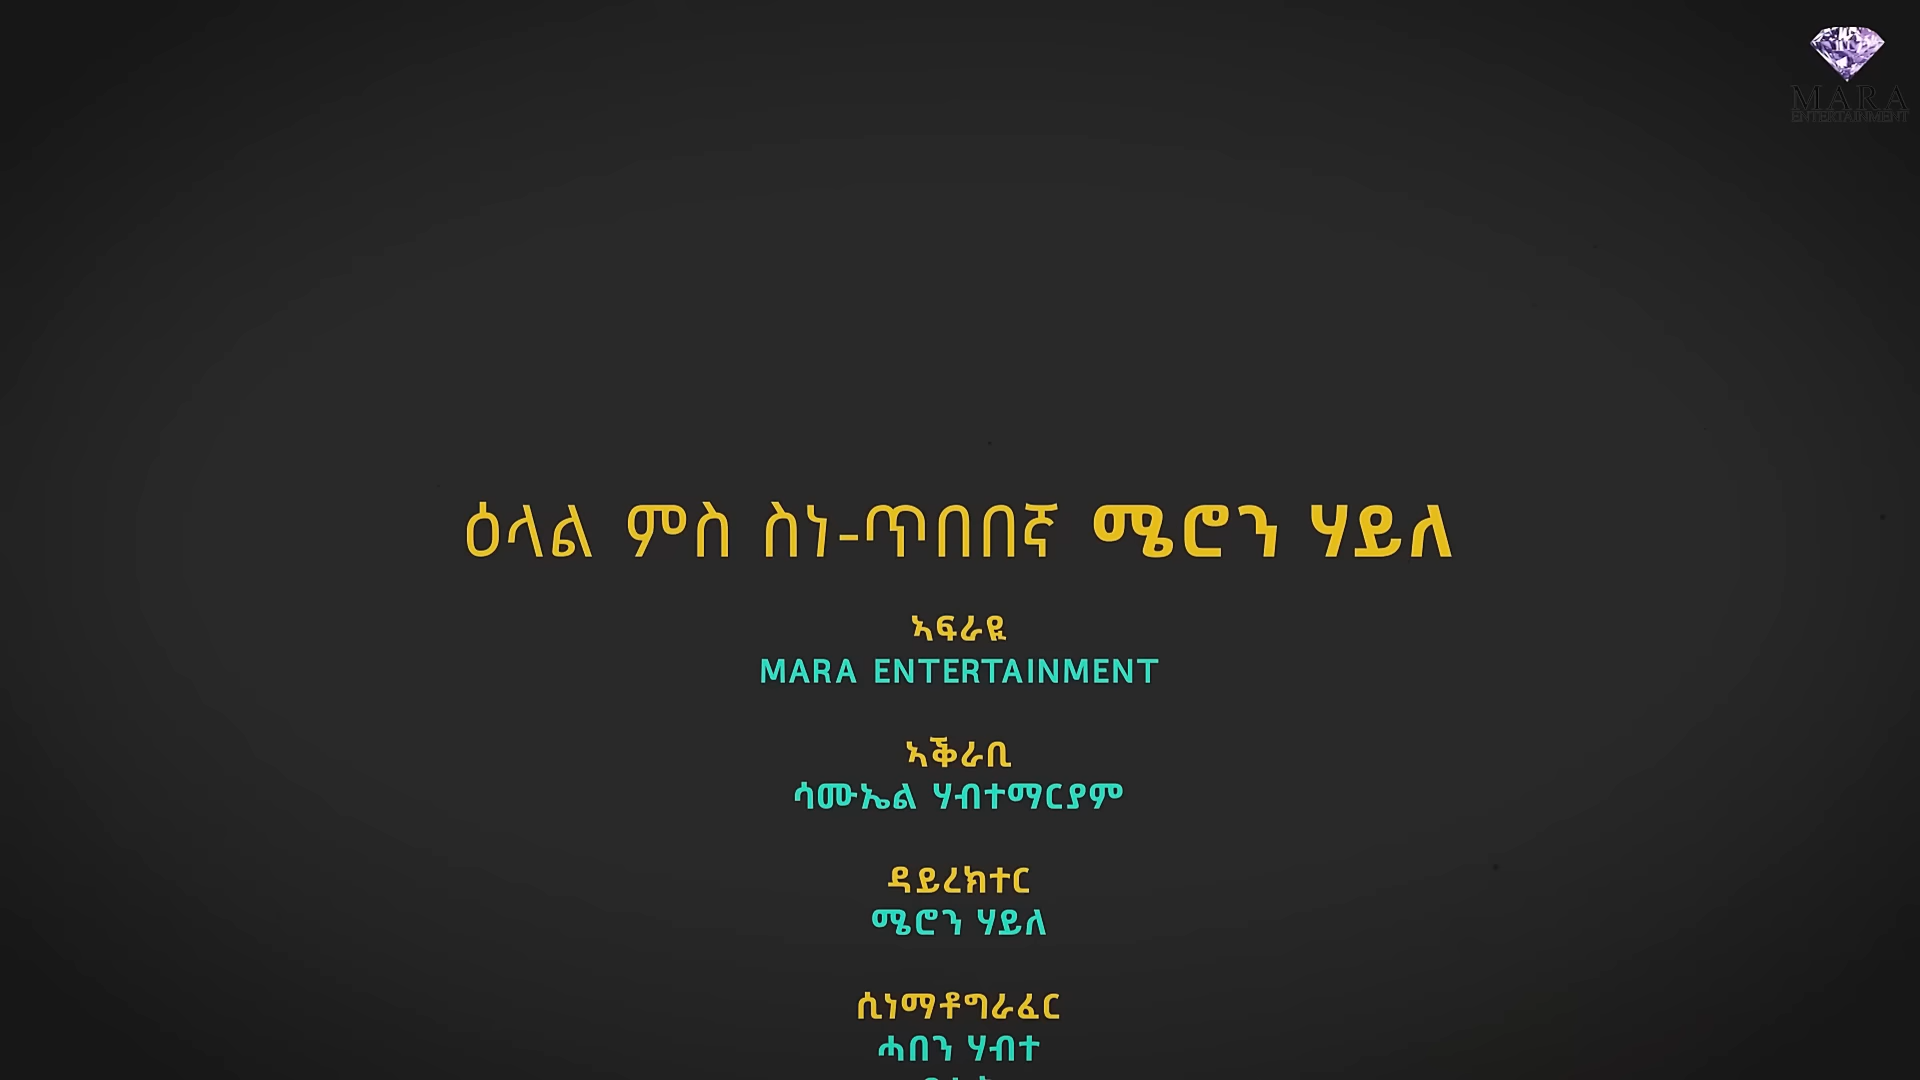 MARA
ENTERTAINMENT
ዕላል ምስ ስነ-ጥበበኛ ሜሮን ሃይለ
ኣፍራዪ
MARA ENTERTAINMENT
ኣቕራቢ
ሳሙኤል ሃብተማርያም
ዳይረክተር
ሜሮን ሃይለ
ሲነማቶግራፈር
ሓበን ሃብተ